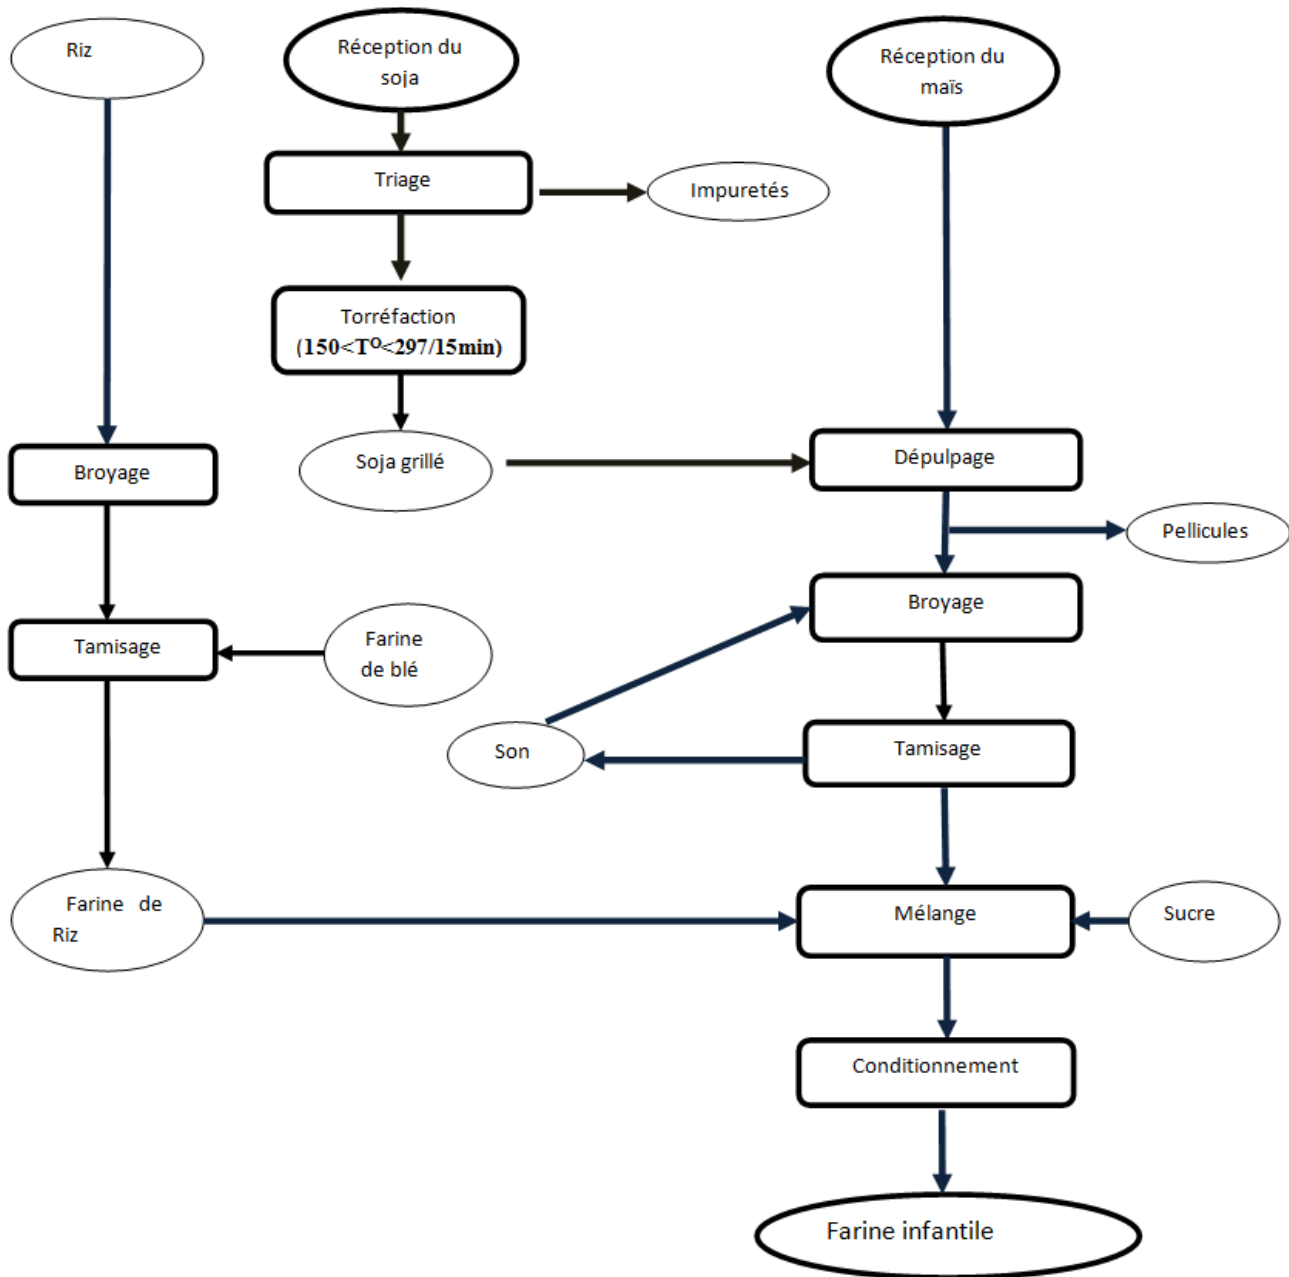 Riz
Réception du
soja
Réception du
maïs
Triage
Impuretés
Torréfaction
(150<T°<297/15min)
Soja grillé
Dépulpage
Broyage
Pellicules
Broyage
Tamisage
Farine
de blé
Son
Tamisage
Farine de
Riz
Mélange
Sucre
Conditionnement
Farine infantile